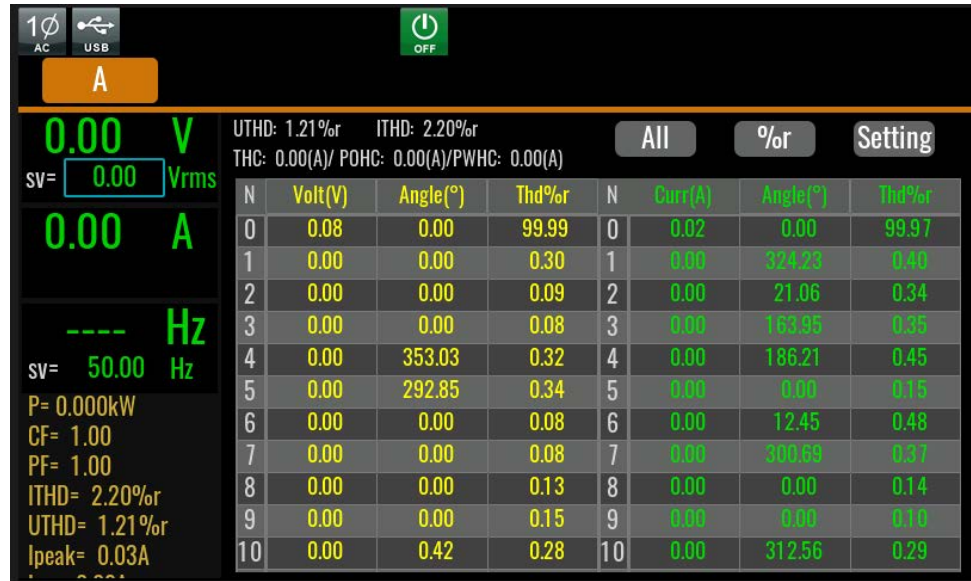 1Ø AC USB OFF
A
0.00 V
sv= 0.00 Vrms
0.00 A
---- Hz
sv= 50.00 Hz
P= 0.000kW
CF= 1.00
PF= 1.00
ITHD= 2.20%r
UTHD= 1.21%r
Ipeak= 0.03A
UTHD: 1.21%r ITHD: 2.20%r
THC: 0.00(A)/ POHC: 0.00(A)/PWHC: 0.00(A)
All %r Setting
N Volt(V) Angle(°) Thd%r N Curr(A) Angle(°) Thd%r
0 0.08 0.00 99.99 0 0.02 0.00 99.97
1 0.00 0.00 0.30 1 0.00 324.23 0.40
2 0.00 0.00 0.09 2 0.00 21.06 0.34
3 0.00 0.00 0.08 3 0.00 163.95 0.35
4 0.00 353.03 0.32 4 0.00 186.21 0.45
5 0.00 292.85 0.34 5 0.00 0.00 0.15
6 0.00 0.00 0.08 6 0.00 12.45 0.48
7 0.00 0.00 0.08 7 0.00 300.69 0.37
8 0.00 0.00 0.13 8 0.00 0.00 0.14
9 0.00 0.00 0.15 9 0.00 0.00 0.10
10 0.00 0.42 0.28 10 0.00 312.56 0.29